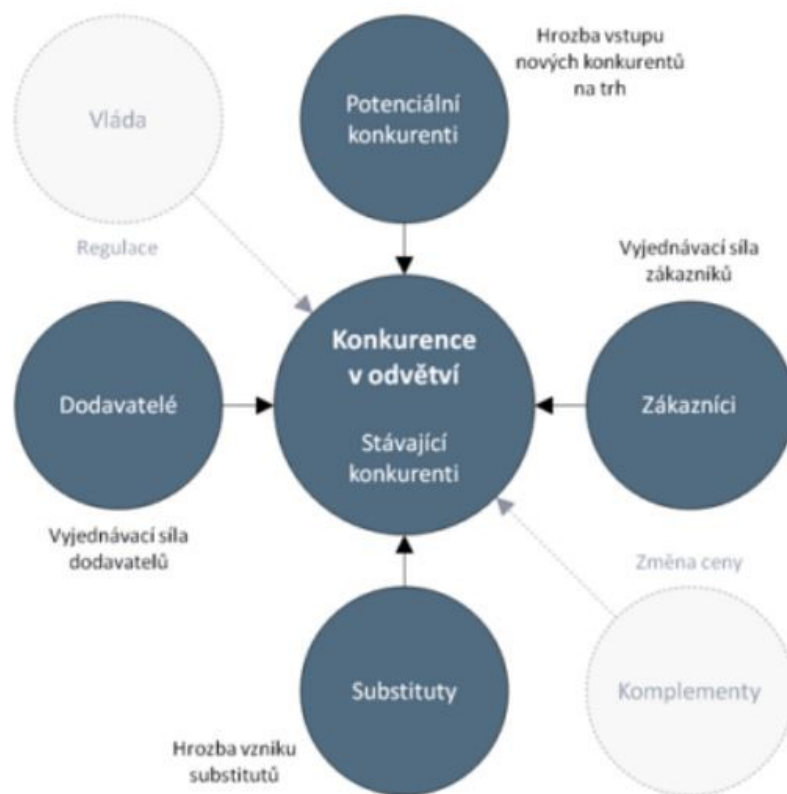 Hrozba vstupu
nových konkurentů
na trh
Potenciální
konkurenti
Vláda
Regulace
Vyjednávací síla
zákazníků
Konkurence
v odvětví
Stávající
konkurenti
Dodavatelé
Zákazníci
Vyjednávací síla
dodavatelů
Změna ceny
Substituty
Komplementy
Hrozba vzniku
substitutů